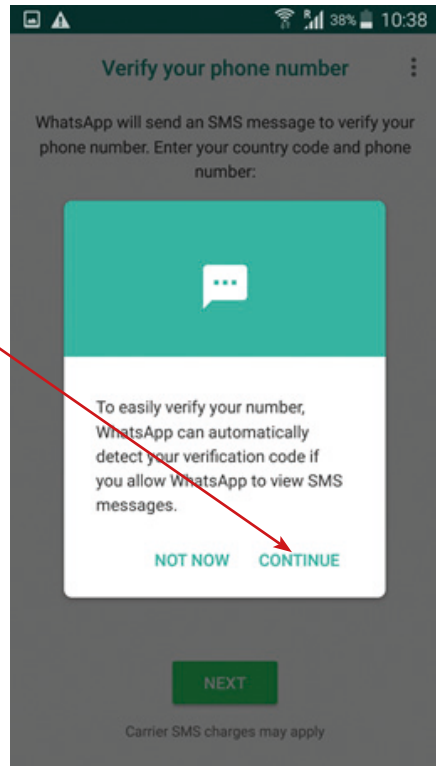 38% 10:38
Verify your phone number
WhatsApp will send an SMS message to verify your
phone number. Enter your country code and phone
number:
To easily verify your number,
WhatsApp can automatically
detect your verification code if
you allow WhatsApp to view SMS
messages.
NOT NOW CONTINUE
NEXT
Carrier SMS charges may apply